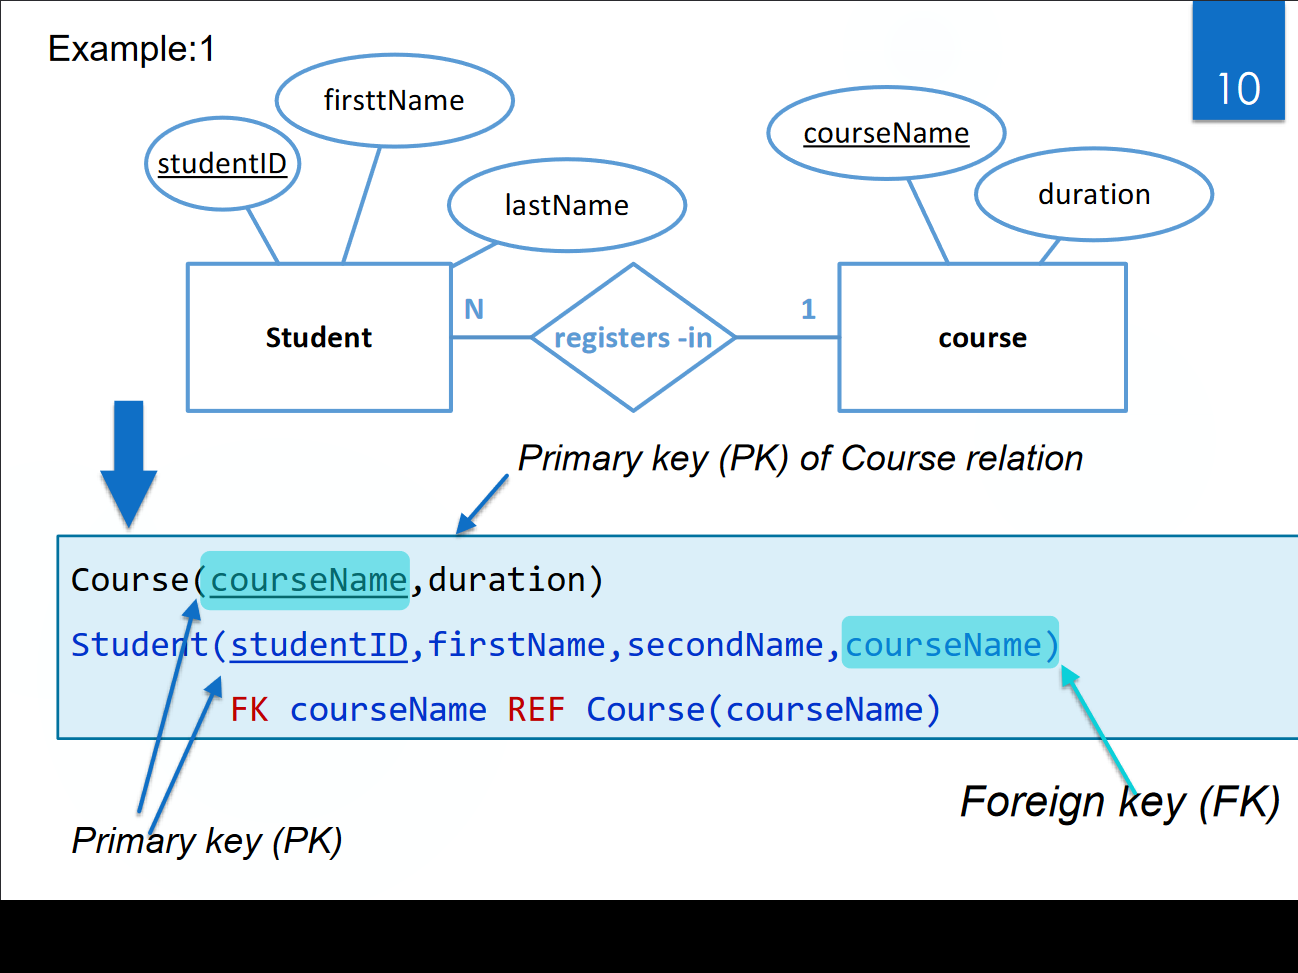 Example:1
10
firsttName
studentID
lastName
courseName
duration
Student
N
registers -in
1
course
Primary key (PK) of Course relation
Course(courseName,duration)
Student(studentID,firstName,secondName,courseName)
FK courseName REF Course(courseName)
Foreign key (FK)
Primary key (PK)